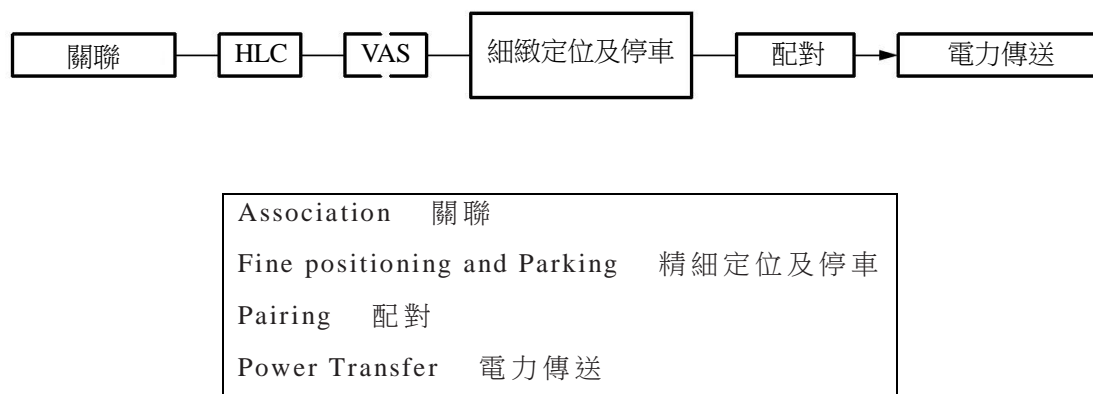 關聯 HLC VAS 細緻定位及停車 配對 電力傳送
Association 關聯
Fine positioning and Parking 精細定位及停車
Pairing 配對
Power Transfer 電力傳送